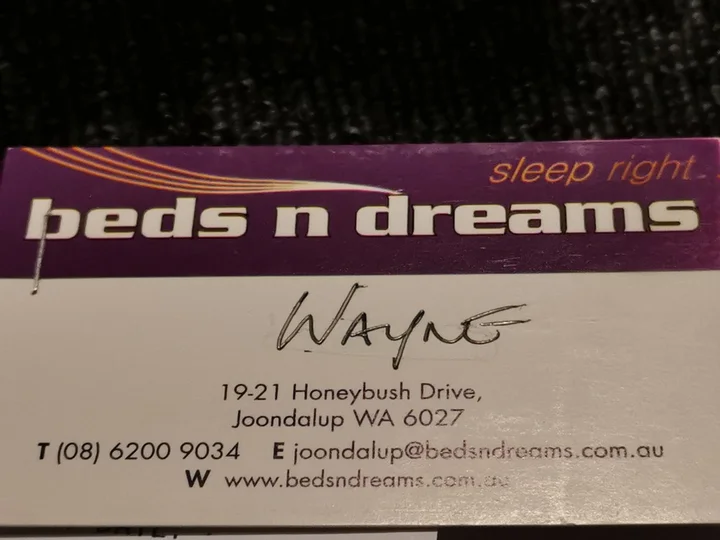 sleep right
beds n dreams
WAYNE
19-21 Honeybush Drive,
Joondalup WA 6027
T (08) 6200 9034 E joondalup@bedsndreams.com.au
W www.bedsndreams.com.au